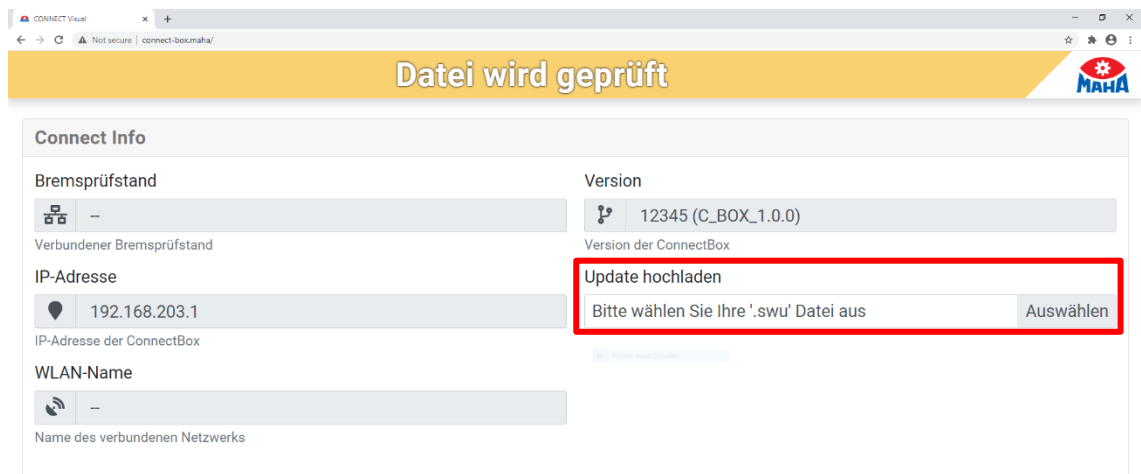 CONNECT Visual
Not secure | connect-box.maha/
Datei wird geprüft
MAHA
Connect Info
Bremsprüfstand
--
Verbundener Bremsprüfstand
Version
12345 (C_BOX_1.0.0)
Version der ConnectBox
IP-Adresse
192.168.203.1
IP-Adresse der ConnectBox
Update hochladen
Bitte wählen Sie Ihre '.swu' Datei aus
Auswählen
WLAN-Name
--
Name des verbundenen Netzwerks